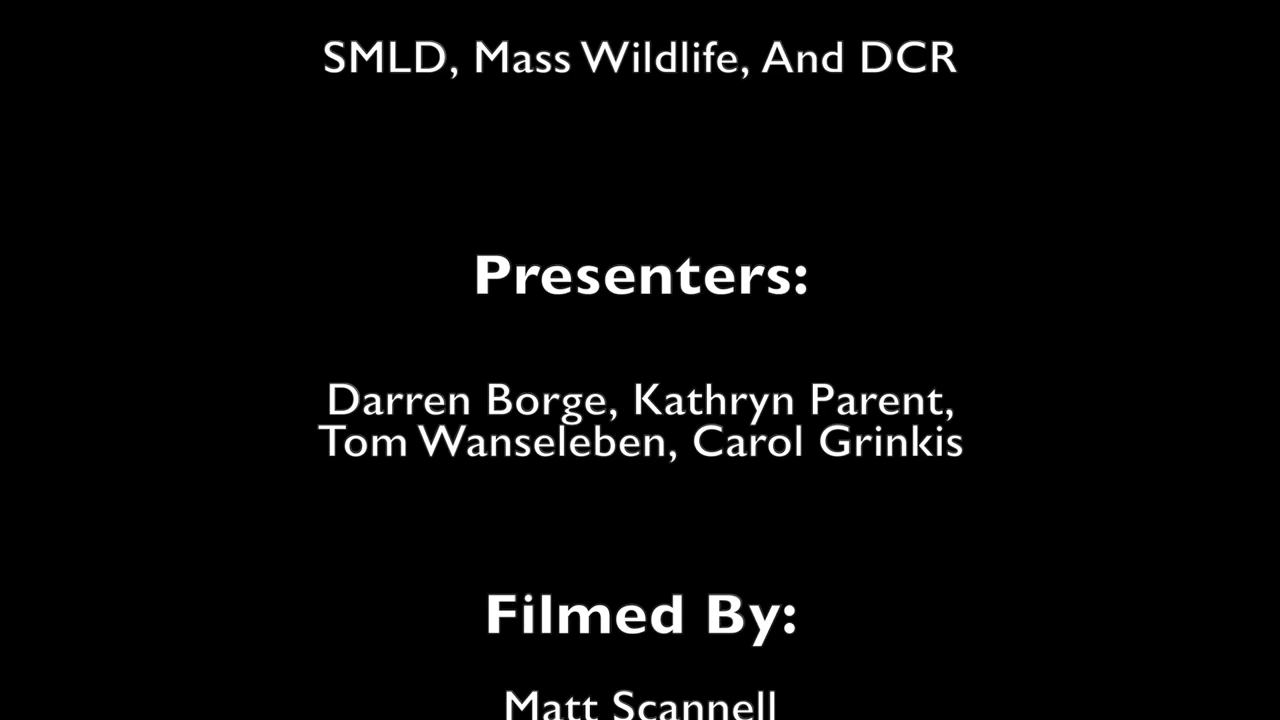 SMLD, Mass Wildlife, And DCR
Presenters:
Darren Borge, Kathryn Parent,
Tom Wanseleben, Carol Grinkis
Filmed By:
Matt Scannell